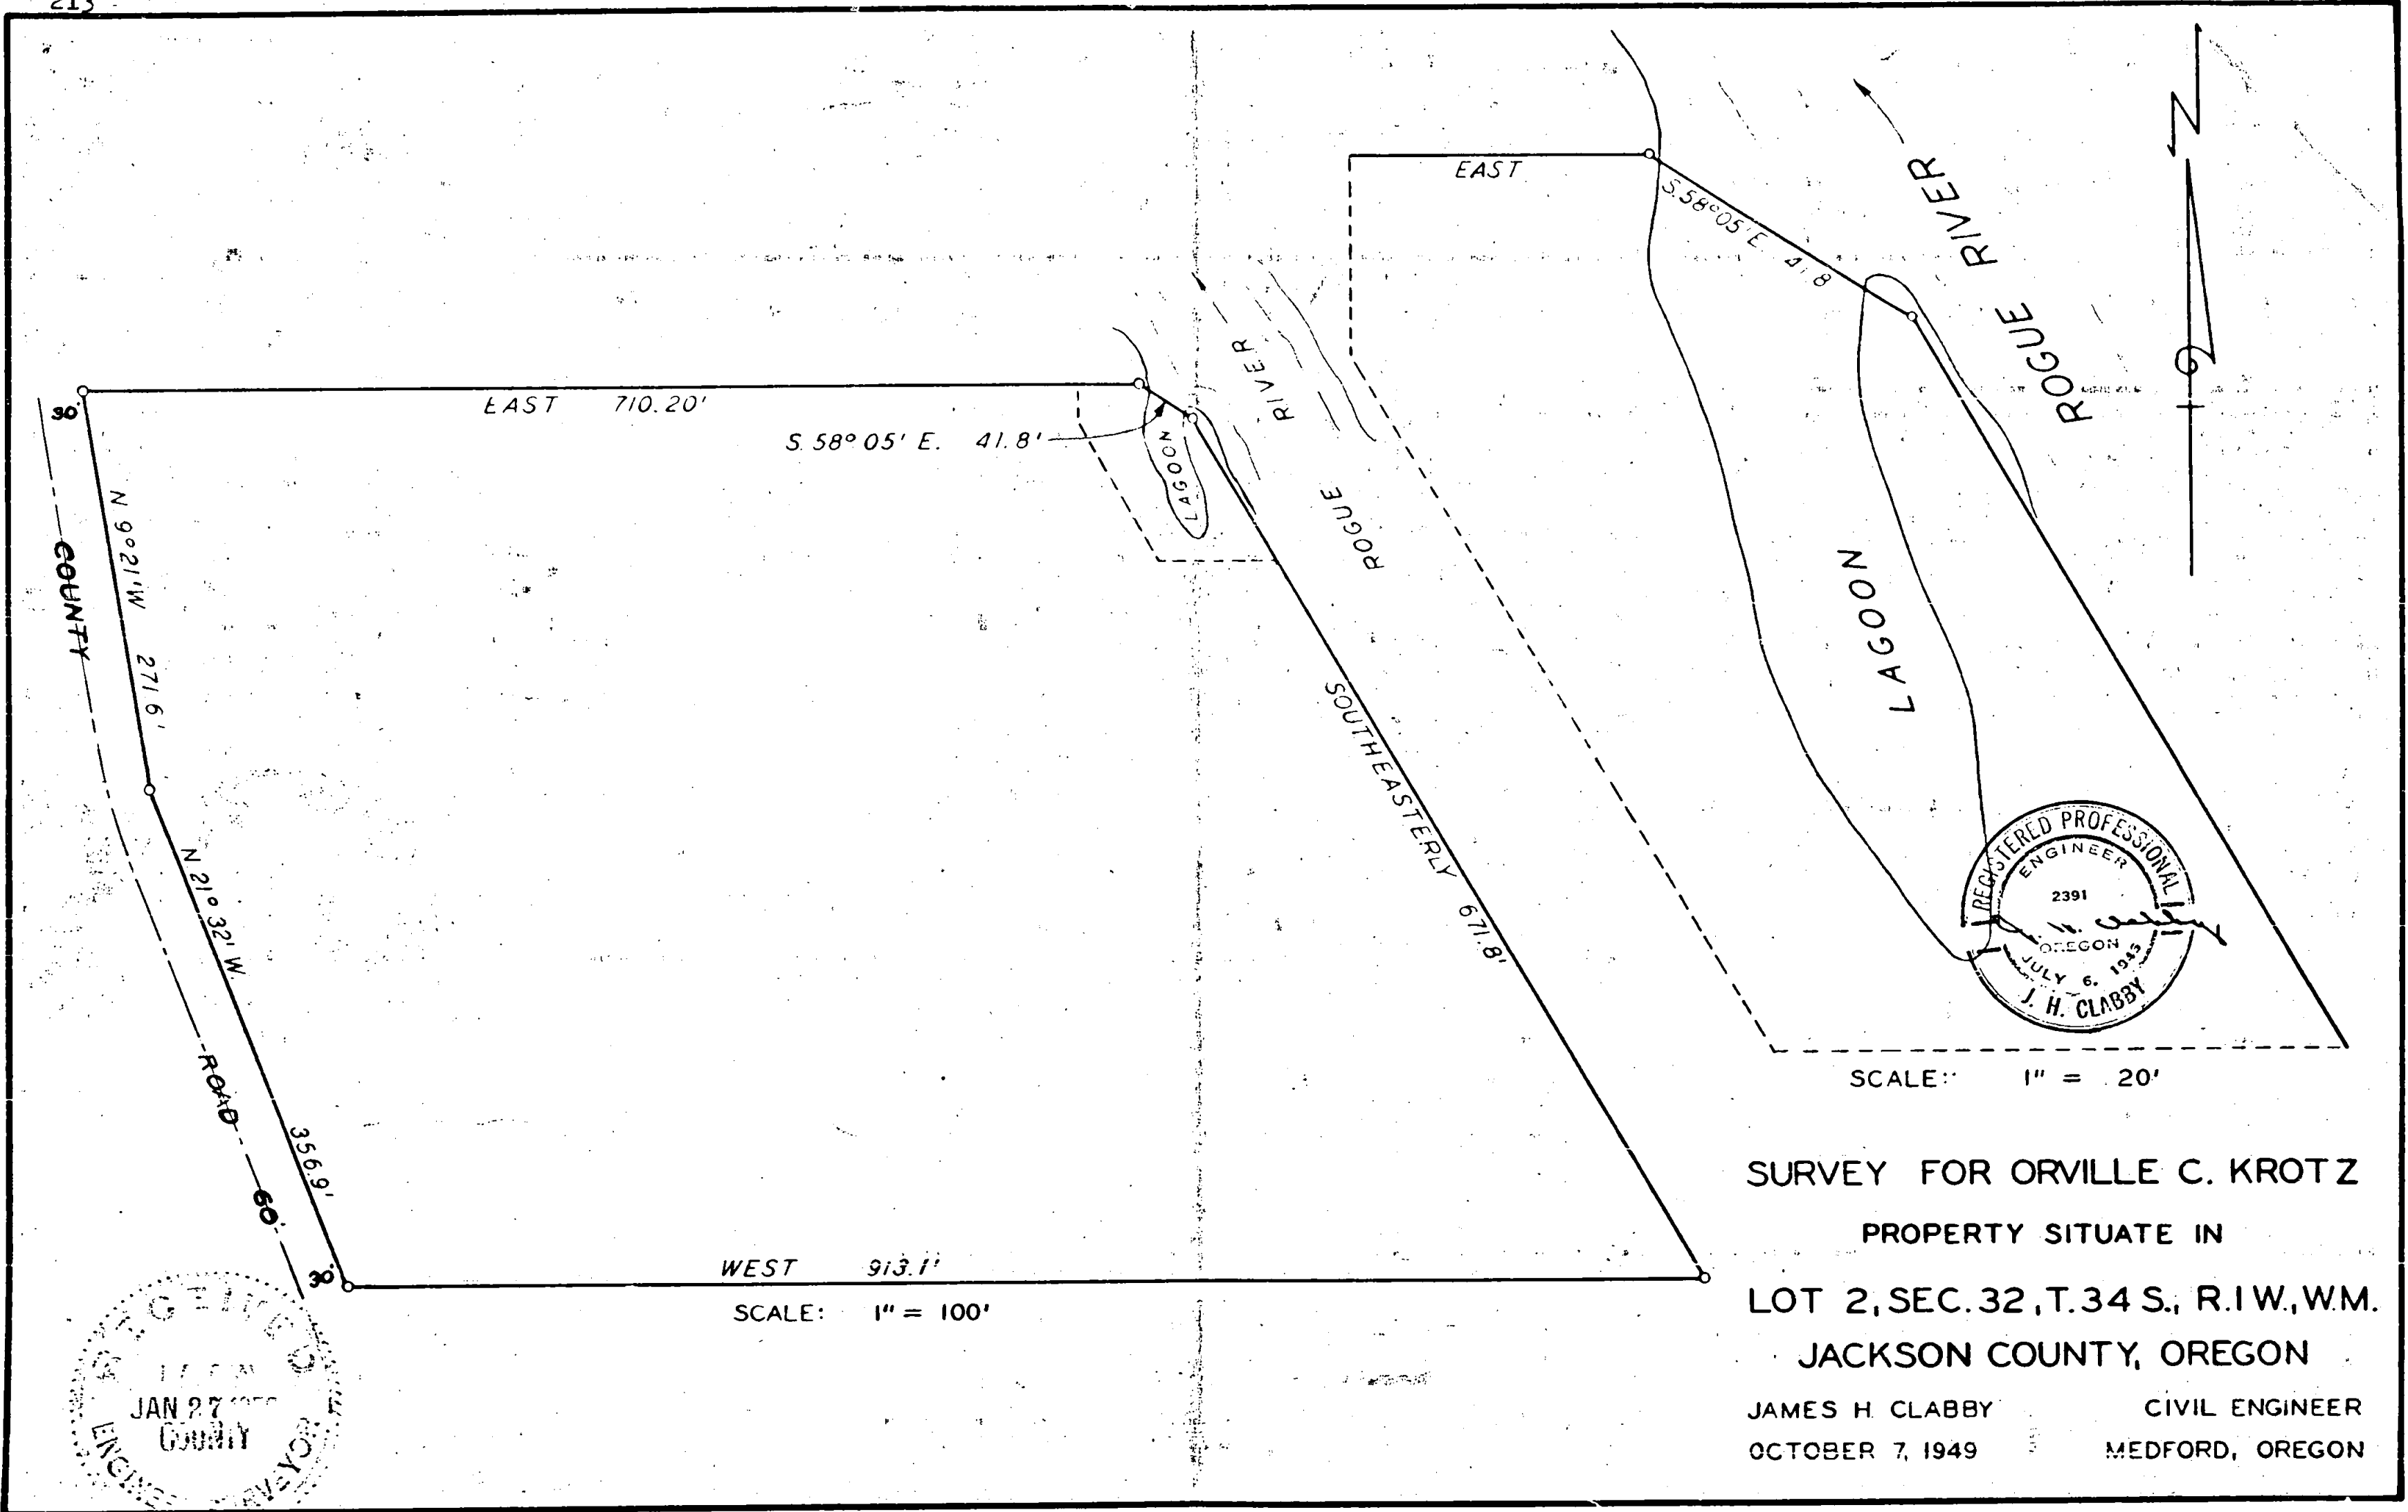 213
EAST
S.58°05'E 41.8
ROGUE RIVER
EAST 710.20'
30'
S. 58° 05' E. 41.8'
LAGOON
ROGUE RIVER
N 9°21'W 271.6'
COUNTY ROAD 60'
N 21° 32' W. 356.9'
30'
SOUTHEASTERLY 671.8'
LAGOON
REGISTERED PROFESSIONAL
ENGINEER
2391
OREGON
JULY 6, 1945
J. H. CLABBY
SCALE: 1" = 20'
WEST 913.1'
SCALE: 1" = 100'
SURVEY FOR ORVILLE C. KROTZ
PROPERTY SITUATE IN
LOT 2, SEC. 32, T. 34 S., R. 1 W., W.M.
JACKSON COUNTY, OREGON
JAMES H. CLABBY CIVIL ENGINEER
OCTOBER 7, 1949 MEDFORD, OREGON
JAN 27
COUNTY